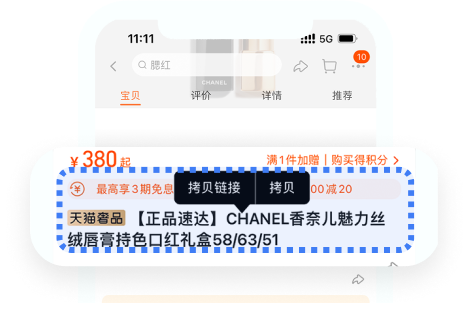 11:11
5G
腮红
10
CHANEL
宝贝
评价
详情
推荐
¥380起
满1件加赠 | 购买得积分
最高享3期免息
拷贝链接
拷贝
00减20
天猫奢品
【正品速达】CHANEL香奈儿魅力丝
绒唇膏持色口红礼盒58/63/51